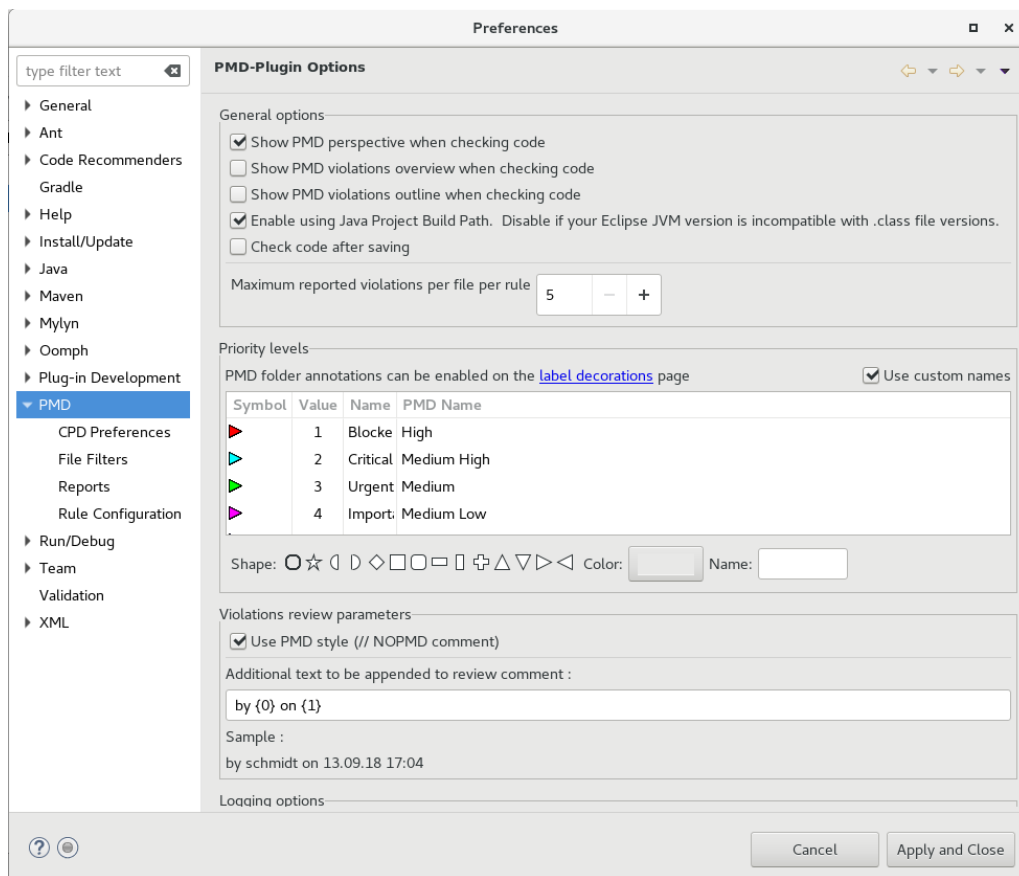 Preferences
type filter text
PMD-Plugin Options
General
Ant
Code Recommenders
Gradle
Help
Install/Update
Java
Maven
Mylyn
Oomph
Plug-in Development
PMD
CPD Preferences
File Filters
Reports
Rule Configuration
Run/Debug
Team
Validation
XML
General options
Show PMD perspective when checking code
Show PMD violations overview when checking code
Show PMD violations outline when checking code
Enable using Java Project Build Path. Disable if your Eclipse JVM version is incompatible with .class file versions.
Check code after saving
Maximum reported violations per file per rule 5
Priority levels
PMD folder annotations can be enabled on the label decorations page Use custom names
Symbol Value Name PMD Name
1 Blocke High
2 Critical Medium High
3 Urgent Medium
4 Importa Medium Low
Shape: Color: Name:
Violations review parameters
Use PMD style (// NOPMD comment)
Additional text to be appended to review comment :
by {0} on {1}
Sample :
by schmidt on 13.09.18 17:04
Logging options
Cancel Apply and Close